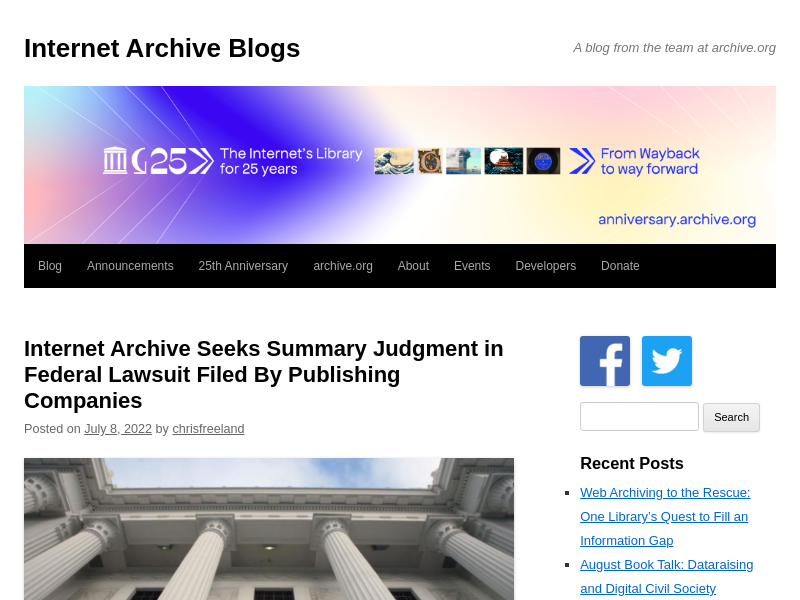 Internet Archive Blogs
A blog from the team at archive.org
25 The Internet's Library
for 25 years
From Wayback
to way forward
anniversary.archive.org
Blog Announcements 25th Anniversary archive.org About Events Developers Donate
Internet Archive Seeks Summary Judgment in
Federal Lawsuit Filed By Publishing
Companies
Posted on July 8, 2022 by chrisfreeland
Search
Recent Posts
Web Archiving to the Rescue:
One Library’s Quest to Fill an
Information Gap
August Book Talk: Dataraising
and Digital Civil Society